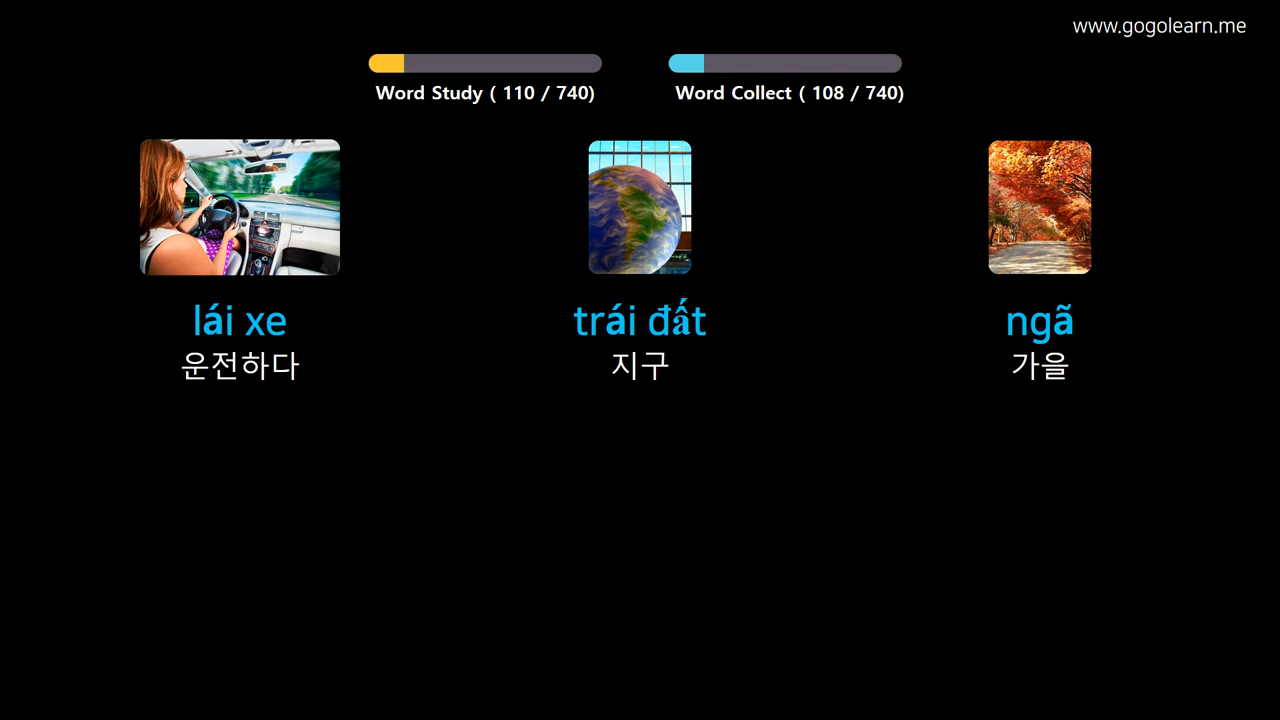 www.gogolearn.me
Word Study ( 110 / 740)
Word Collect ( 108 / 740)
lái xe
운전하다
trái đất
지구
ngã
가을